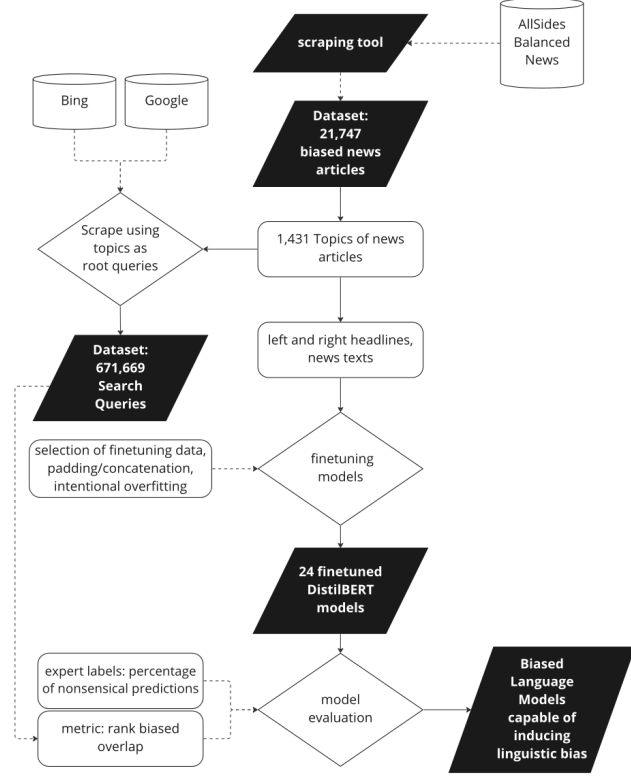 AllSides
Balanced
News
scraping tool
Bing
Google
Dataset:
21,747
biased news
articles
Scrape using
topics as
root queries
1,431 Topics of news
articles
left and right headlines,
news texts
Dataset:
671,669
Search
Queries
selection of finetuning data,
padding/concatenation,
intentional overfitting
finetuning
models
24 finetuned
DistilBERT
models
expert labels: percentage
of nonsensical predictions
metric: rank biased
overlap
model
evaluation
Biased
Language
Models
capable of
inducing
linguistic bias